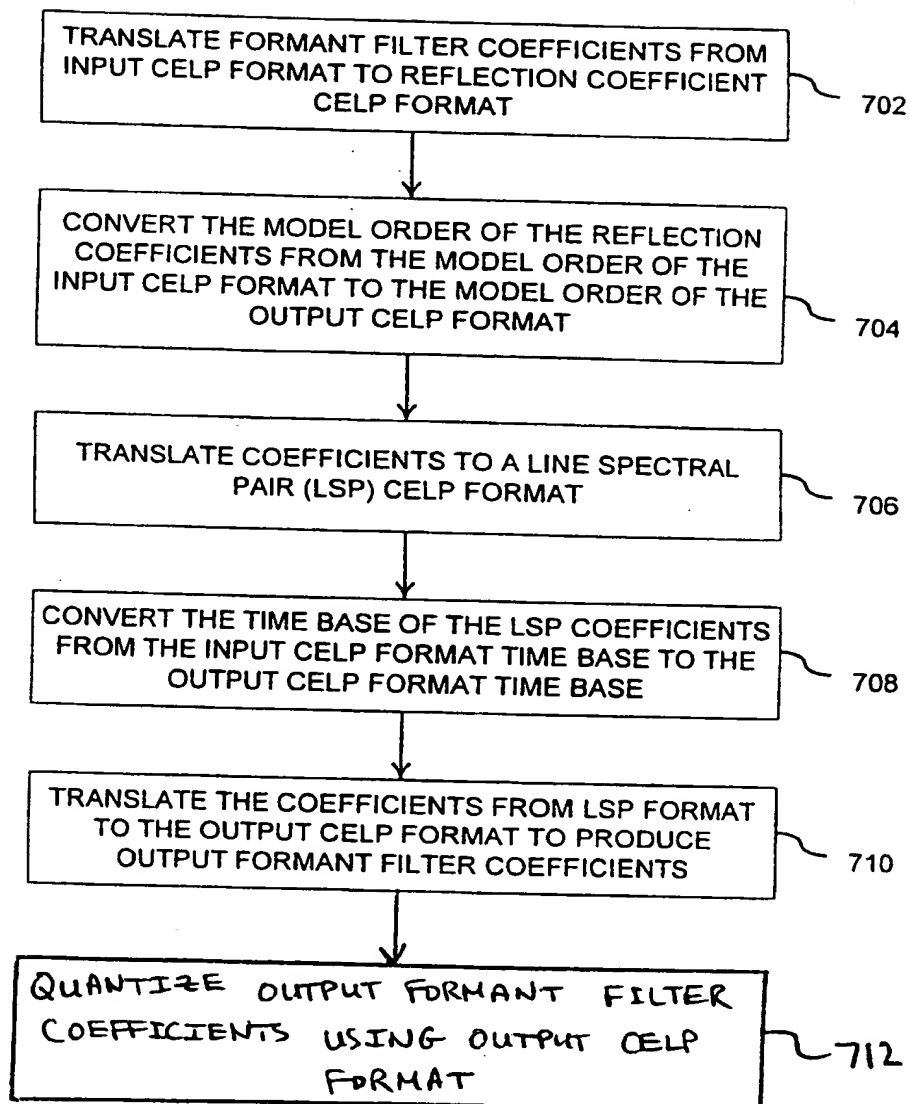 TRANSLATE FORMANT FILTER COEFFICIENTS FROM
INPUT CELP FORMAT TO REFLECTION COEFFICIENT
CELP FORMAT
702
CONVERT THE MODEL ORDER OF THE REFLECTION
COEFFICIENTS FROM THE MODEL ORDER OF THE
INPUT CELP FORMAT TO THE MODEL ORDER OF THE
OUTPUT CELP FORMAT
704
TRANSLATE COEFFICIENTS TO A LINE SPECTRAL
PAIR (LSP) CELP FORMAT
706
CONVERT THE TIME BASE OF THE LSP COEFFICIENTS
FROM THE INPUT CELP FORMAT TIME BASE TO THE
OUTPUT CELP FORMAT TIME BASE
708
TRANSLATE THE COEFFICIENTS FROM LSP FORMAT
TO THE OUTPUT CELP FORMAT TO PRODUCE
OUTPUT FORMANT FILTER COEFFICIENTS
710
QUANTIZE OUTPUT FORMANT FILTER
COEFFICIENTS USING OUTPUT CELP
FORMAT
712